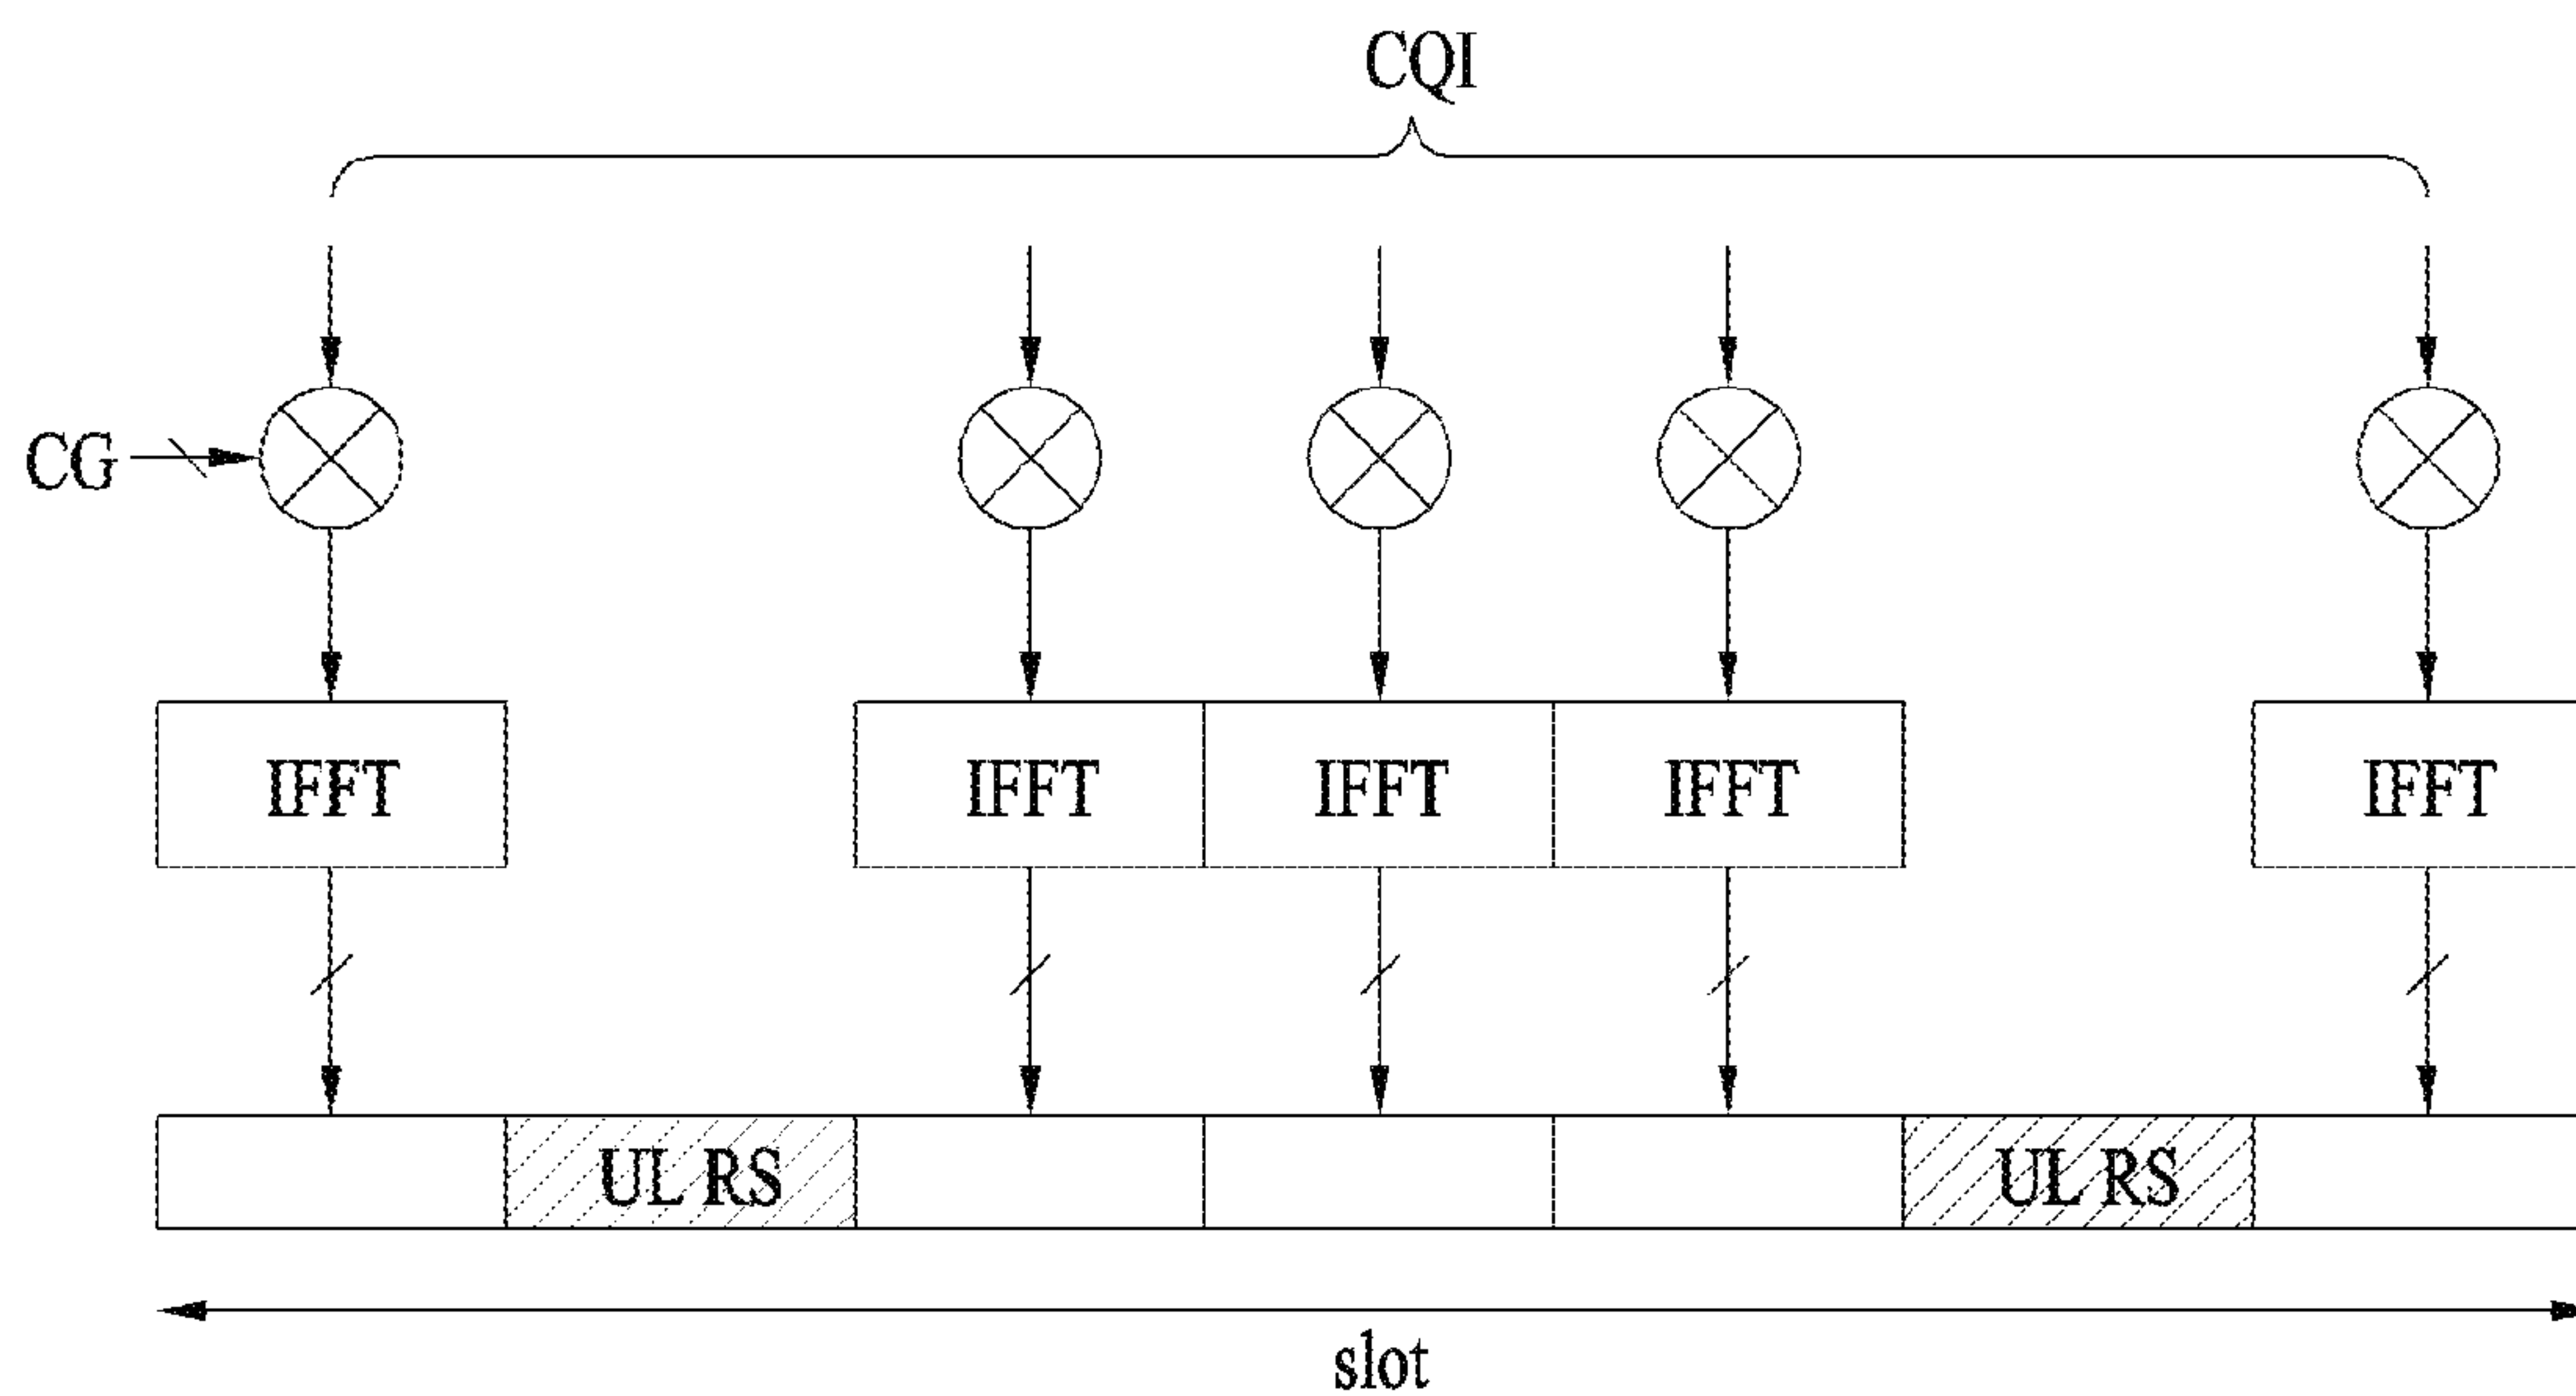 CQI
CG
IFFT IFFT IFFT IFFT IFFT
UL RS UL RS
slot